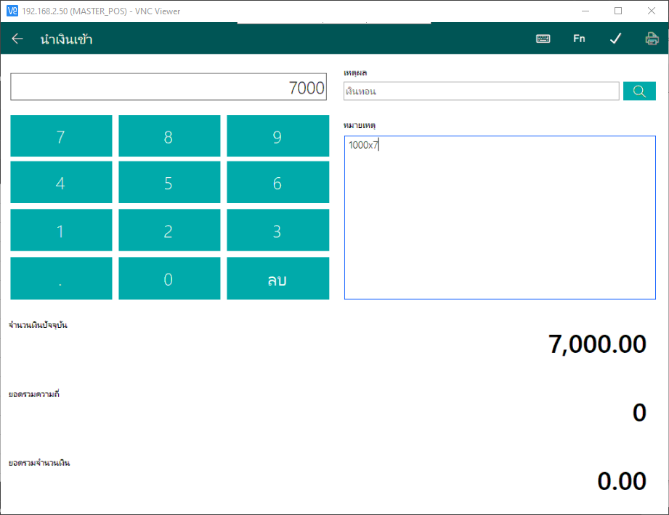 192.168.2.50 (MASTER_POS) - VNC Viewer
นำเงินเข้า
Fn
7000
เหตุผล
เงินทอน
7 8 9
4 5 6
1 2 3
. 0 ลบ
หมายเหตุ
1000x7
จำนวนเงินปัจจุบัน
7,000.00
ยอดรวมความถี่
0
ยอดรวมจำนวนเงิน
0.00